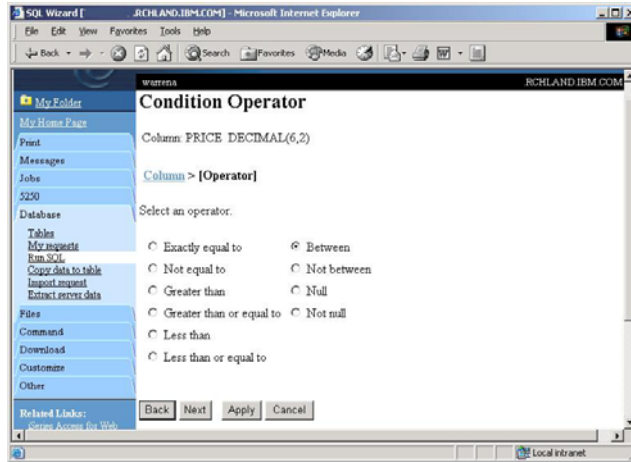 SQL Wizard [ .RCHLAND.IBM.COM] - Microsoft Internet Explorer
File Edit View Favorites Tools Help
Back Search Favorites Media
warrena .RCHLAND.IBM.COM
My Folder
My Home Page
Print
Messages
Jobs
5250
Database
Tables
My requests
Run SQL
Copy data to table
Import request
Extract server data
Files
Command
Download
Customize
Other
Related Links:
iSeries Access for Web
Condition Operator
Column: PRICE DECIMAL(6,2)
Column > [Operator]
Select an operator.
Exactly equal to Between
Not equal to Not between
Greater than Null
Greater than or equal to Not null
Less than
Less than or equal to
Back Next Apply Cancel
Local intranet